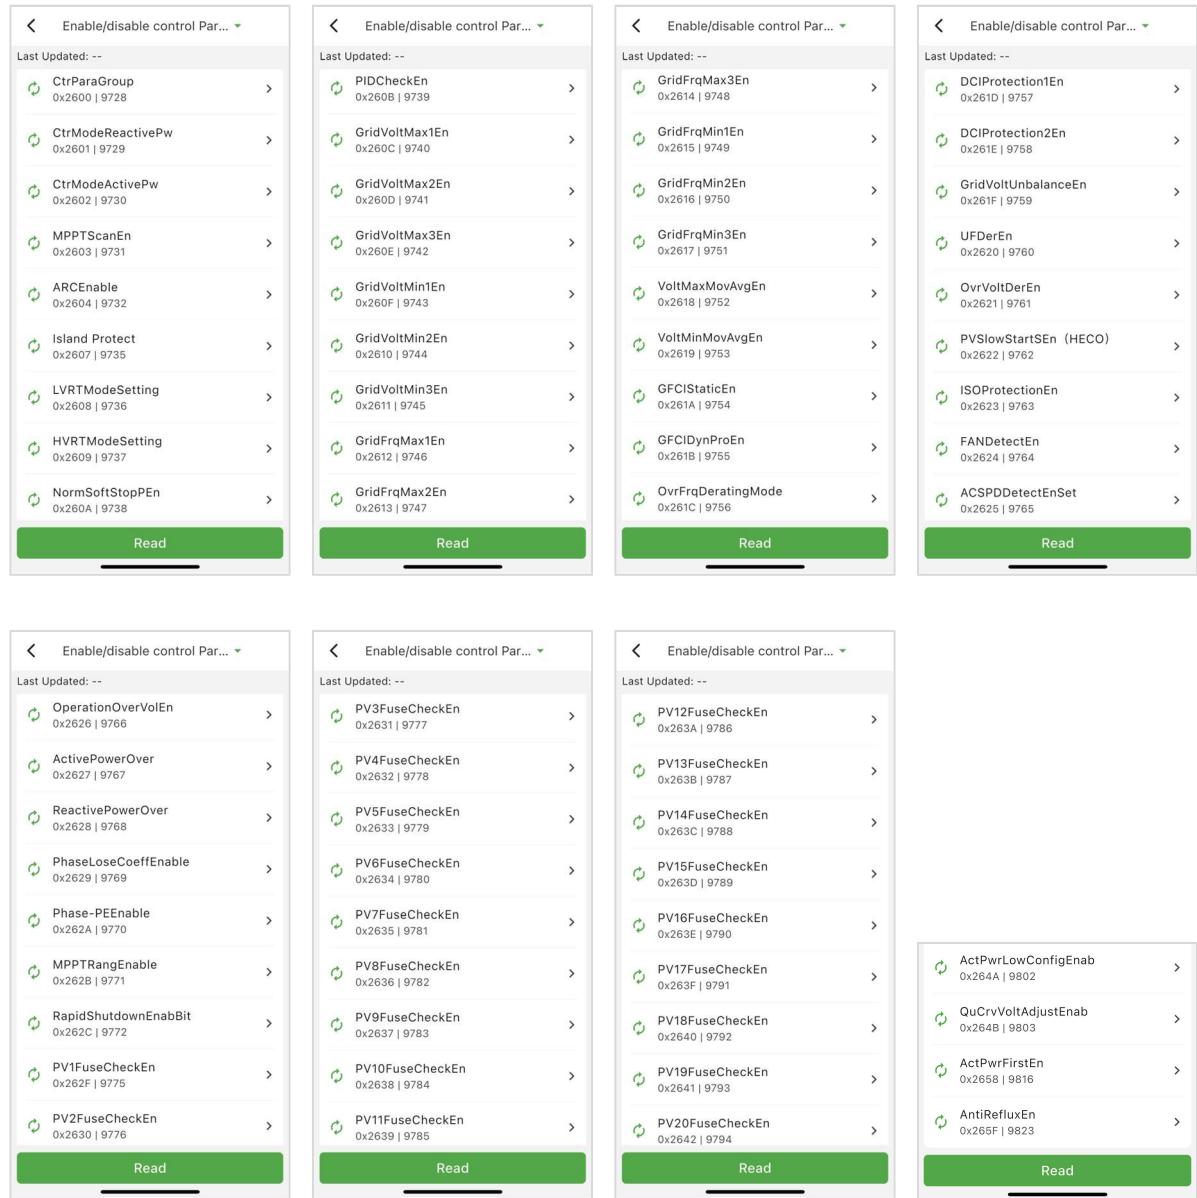 Enable/disable control Par...
Last Updated: --
CtrParaGroup
0x2600 | 9728
CtrModeReactivePw
0x2601 | 9729
CtrModeActivePw
0x2602 | 9730
MPPTScanEn
0x2603 | 9731
ARCEnable
0x2604 | 9732
Island Protect
0x2607 | 9735
LVRTModeSetting
0x2608 | 9736
HVRTModeSetting
0x2609 | 9737
NormSoftStopPEn
0x260A | 9738
Read
Enable/disable control Par...
Last Updated: --
PIDCheckEn
0x260B | 9739
GridVoltMax1En
0x260C | 9740
GridVoltMax2En
0x260D | 9741
GridVoltMax3En
0x260E | 9742
GridVoltMin1En
0x260F | 9743
GridVoltMin2En
0x2610 | 9744
GridVoltMin3En
0x2611 | 9745
GridFrqMax1En
0x2612 | 9746
GridFrqMax2En
0x2613 | 9747
Read
Enable/disable control Par...
Last Updated: --
GridFrqMax3En
0x2614 | 9748
GridFrqMin1En
0x2615 | 9749
GridFrqMin2En
0x2616 | 9750
GridFrqMin3En
0x2617 | 9751
VoltMaxMovAvgEn
0x2618 | 9752
VoltMinMovAvgEn
0x2619 | 9753
GFCIStaticEn
0x261A | 9754
GFCIDynProEn
0x261B | 9755
OvrFrqDeratingMode
0x261C | 9756
Read
Enable/disable control Par...
Last Updated: --
DCIProtection1En
0x261D | 9757
DCIProtection2En
0x261E | 9758
GridVoltUnbalanceEn
0x261F | 9759
UFDerEn
0x2620 | 9760
OvrVoltDerEn
0x2621 | 9761
PVSlowStartSEn (HECO)
0x2622 | 9762
ISOProtectionEn
0x2623 | 9763
FANDetectEn
0x2624 | 9764
ACSPDDetectEnSet
0x2625 | 9765
Read
Enable/disable control Par...
Last Updated: --
OperationOverVolEn
0x2626 | 9766
ActivePowerOver
0x2627 | 9767
ReactivePowerOver
0x2628 | 9768
PhaseLoseCoeffEnable
0x2629 | 9769
Phase-PEEnable
0x262A | 9770
MPPTRangEnable
0x262B | 9771
RapidShutdownEnabBit
0x262C | 9772
PV1FuseCheckEn
0x262F | 9775
PV2FuseCheckEn
0x2630 | 9776
Read
Enable/disable control Par...
Last Updated: --
PV3FuseCheckEn
0x2631 | 9777
PV4FuseCheckEn
0x2632 | 9778
PV5FuseCheckEn
0x2633 | 9779
PV6FuseCheckEn
0x2634 | 9780
PV7FuseCheckEn
0x2635 | 9781
PV8FuseCheckEn
0x2636 | 9782
PV9FuseCheckEn
0x2637 | 9783
PV10FuseCheckEn
0x2638 | 9784
PV11FuseCheckEn
0x2639 | 9785
Read
Enable/disable control Par...
Last Updated: --
PV12FuseCheckEn
0x263A | 9786
PV13FuseCheckEn
0x263B | 9787
PV14FuseCheckEn
0x263C | 9788
PV15FuseCheckEn
0x263D | 9789
PV16FuseCheckEn
0x263E | 9790
PV17FuseCheckEn
0x263F | 9791
PV18FuseCheckEn
0x2640 | 9792
PV19FuseCheckEn
0x2641 | 9793
PV20FuseCheckEn
0x2642 | 9794
Read
ActPwrLowConfigEnab
0x264A | 9802
QuCrvVoltAdjustEnab
0x264B | 9803
ActPwrFirstEn
0x2658 | 9816
AntiRefluxEn
0x265F | 9823
Read